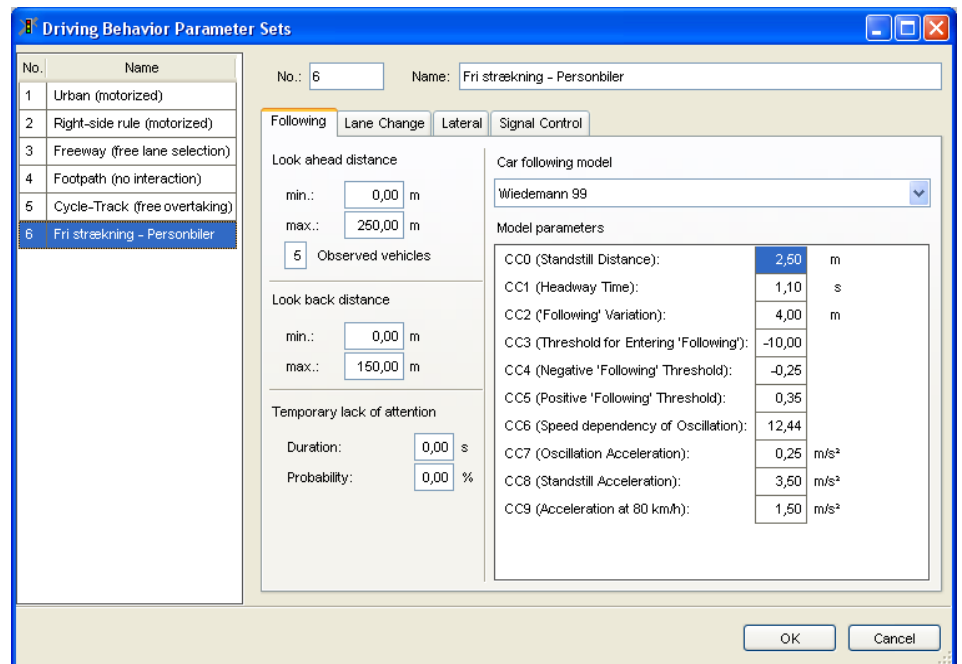 Driving Behavior Parameter Sets
No. Name
1 Urban (motorized)
2 Right-side rule (motorized)
3 Freeway (free lane selection)
4 Footpath (no interaction)
5 Cycle-Track (free overtaking)
6 Fri strækning - Personbiler
No.: 6 Name: Fri strækning - Personbiler
Following Lane Change Lateral Signal Control
Look ahead distance
min.: 0,00 m
max.: 250,00 m
5 Observed vehicles
Look back distance
min.: 0,00 m
max.: 150,00 m
Temporary lack of attention
Duration: 0,00 s
Probability: 0,00 %
Car following model
Wiedemann 99
Model parameters
CC0 (Standstill Distance): 2,50 m
CC1 (Headway Time): 1,10 s
CC2 ('Following' Variation): 4,00 m
CC3 (Threshold for Entering 'Following'): -10,00
CC4 (Negative 'Following' Threshold): -0,25
CC5 (Positive 'Following' Threshold): 0,35
CC6 (Speed dependency of Oscillation): 12,44
CC7 (Oscillation Acceleration): 0,25 m/s²
CC8 (Standstill Acceleration): 3,50 m/s²
CC9 (Acceleration at 80 km/h): 1,50 m/s²
OK Cancel